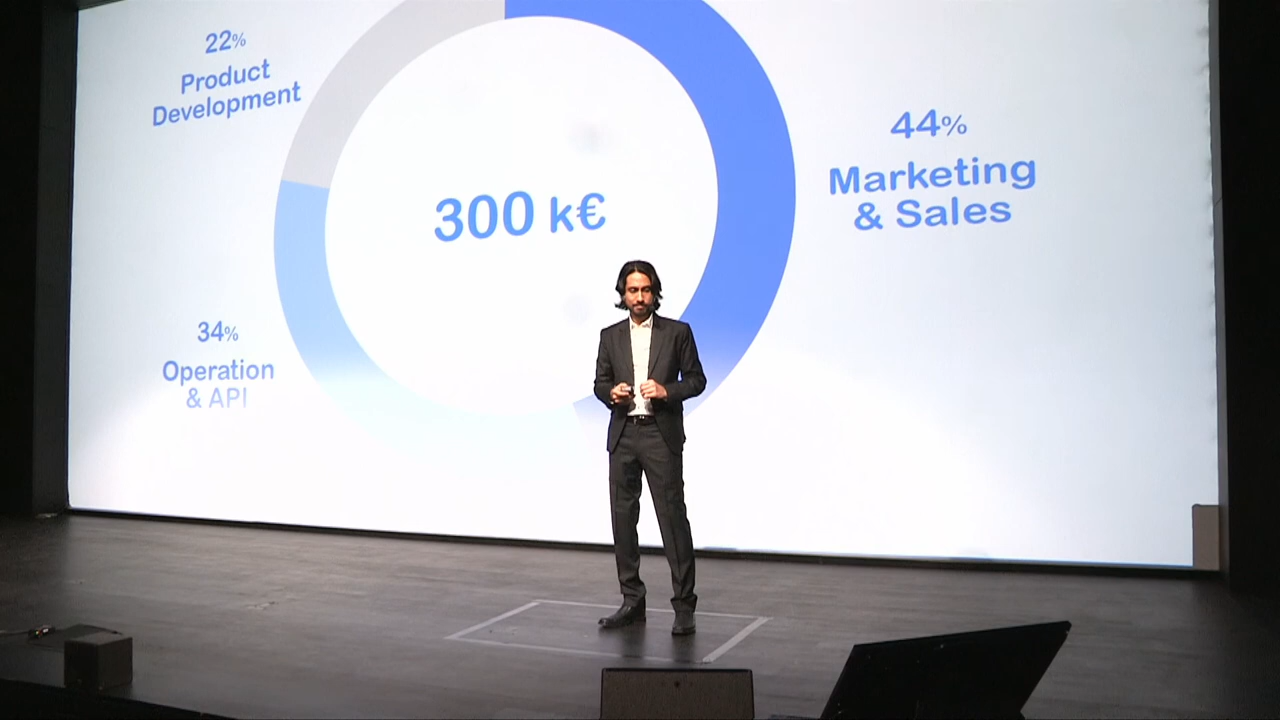 22%
Product
Development
44%
Marketing
& Sales
300 k€
34%
Operation
& API